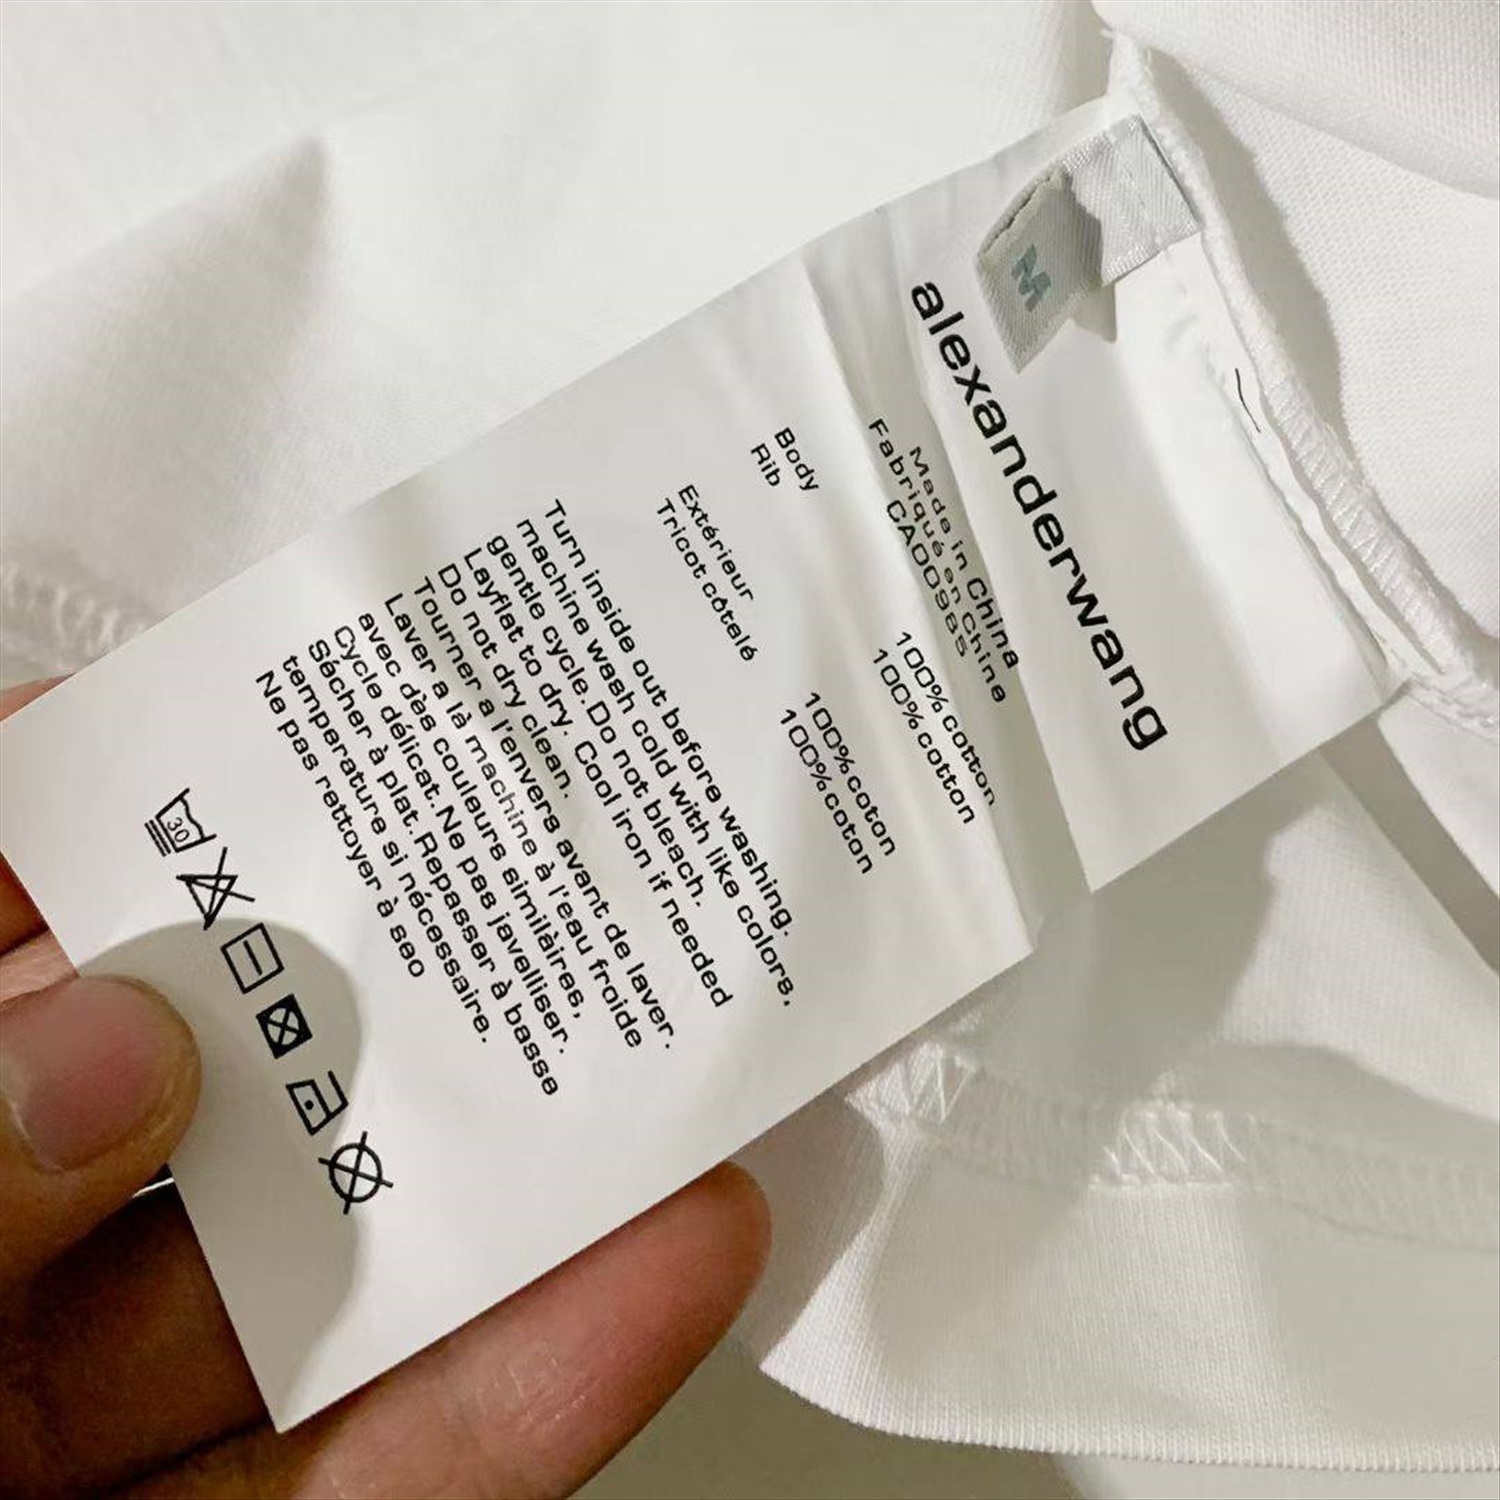 M
alexanderwang
Made in China
Fabriqué en Chine
CA00985
Body 100% cotton
Rib 100% cotton
Extérieur 100% coton
Tricot côtelé 100% coton
Turn inside out before washing.
machine wash cold with like colors,
gentle cycle. Do not bleach.
Layflat to dry. Cool iron if needed
Do not dry clean.
Tourner a l'envers avant de laver.
Laver a là machine à l'eau froide
avec dès couleurs similàires,
Cycle délicat. Ne pas javelliser.
Sécher à plat. Repasser à basse
température si nécessaire.
Ne pas rettoyer à seo
30